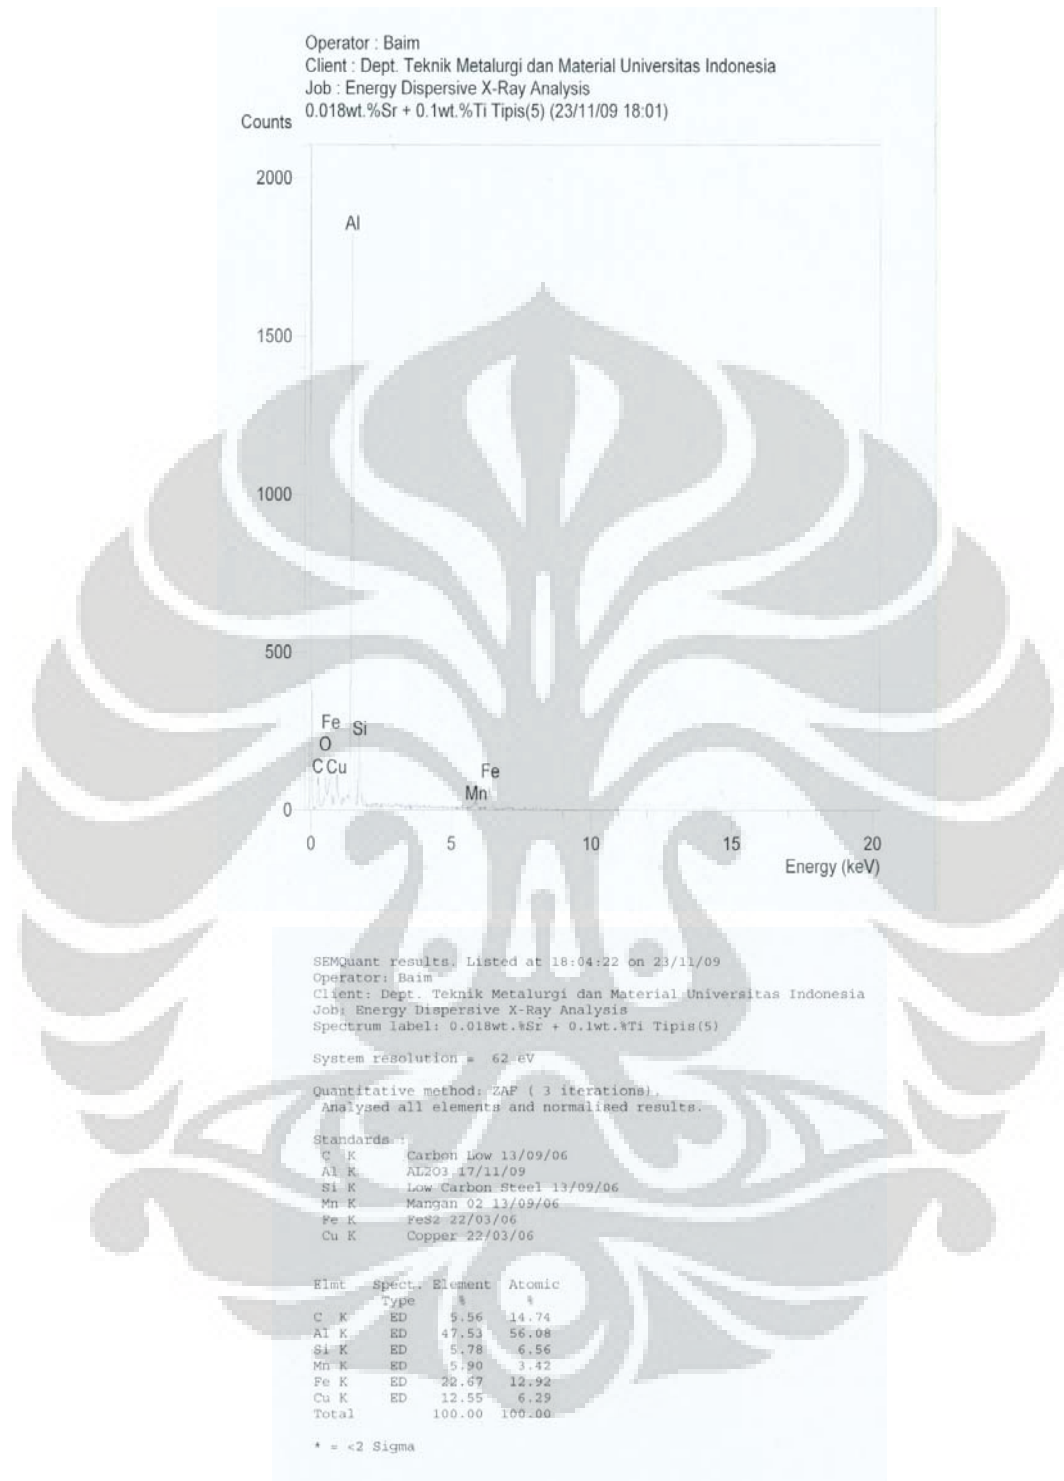 Operator : Baim
Client : Dept. Teknik Metalurgi dan Material Universitas Indonesia
Job : Energy Dispersive X-Ray Analysis
0.018wt.%Sr + 0.1wt.%Ti Tipis(5) (23/11/09 18:01)
Counts
2000
Al
1500
1000
500
Fe
Si
O
C Cu
Fe
Mn
0
0 5 10 15 20
Energy (keV)
SEMQuant results. Listed at 18:04:22 on 23/11/09
Operator: Baim
Client: Dept. Teknik Metalurgi dan Material Universitas Indonesia
Job: Energy Dispersive X-Ray Analysis
Spectrum label: 0.018wt.%Sr + 0.1wt.%Ti Tipis(5)
System resolution = 62 eV
Quantitative method: ZAF ( 3 iterations).
Analysed all elements and normalised results.
Standards :
C K Carbon Low 13/09/06
Al K AL2O3 17/11/09
Si K Low Carbon Steel 13/09/06
Mn K Mangan 02 13/09/06
Fe K FeS2 22/03/06
Cu K Copper 22/03/06
Elmt Spect. Element Atomic
Type % %
C K ED 5.56 14.74
Al K ED 47.53 56.08
Si K ED 5.78 6.56
Mn K ED 5.90 3.42
Fe K ED 22.67 12.92
Cu K ED 12.55 6.29
Total 100.00 100.00
* = <2 Sigma